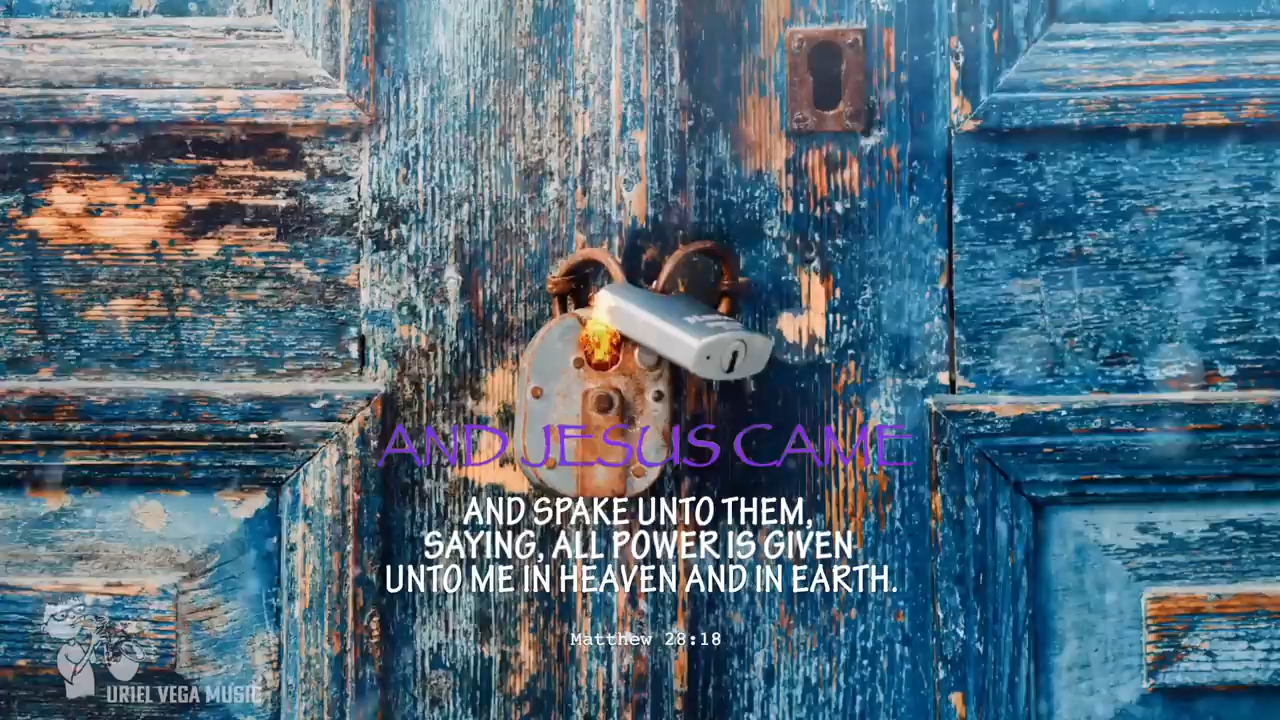 AND JESUS CAME
AND SPAKE UNTO THEM,
SAYING, ALL POWER IS GIVEN
UNTO ME IN HEAVEN AND IN EARTH.
Matthew 28:18
URIEL VEGA MUSIC